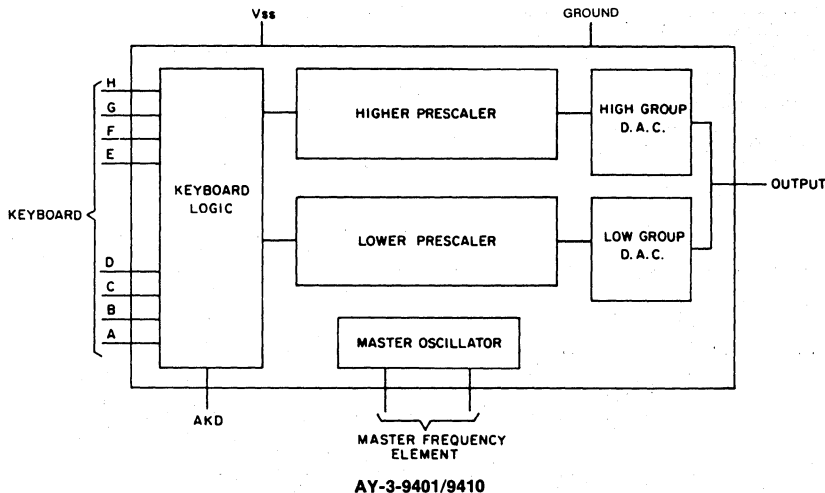 Vss
GROUND
H
G
F
E
KEYBOARD
D
C
B
A
KEYBOARD
LOGIC
HIGHER PRESCALER
HIGH GROUP
D. A. C.
OUTPUT
LOWER PRESCALER
LOW GROUP
D. A. C.
MASTER OSCILLATOR
AKD
MASTER FREQUENCY
ELEMENT
AY-3-9401/9410